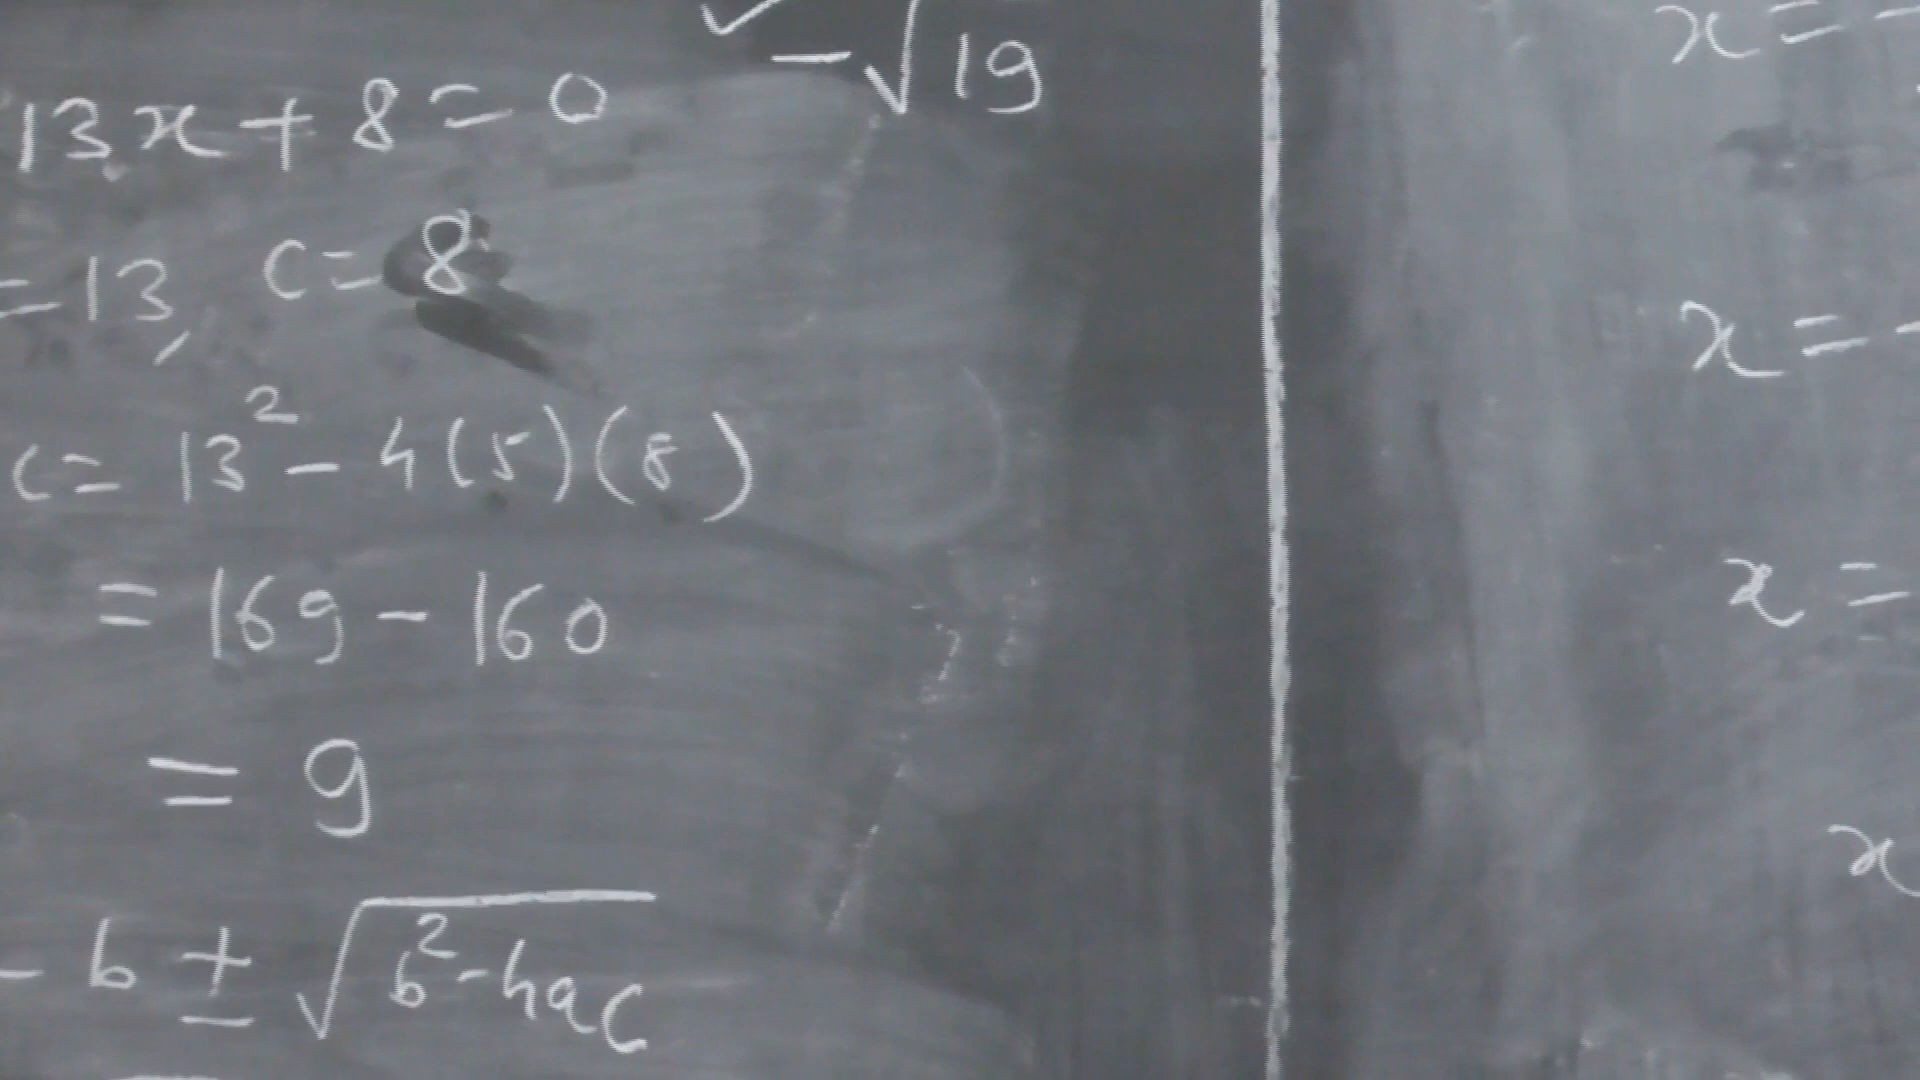 - √19
13x + 8 = 0
= 13, c = 8
c = 13² - 4(5)(8)
= 169 - 160
= 9
- b ± √b² - 4ac
x = -
x = -
x =
x